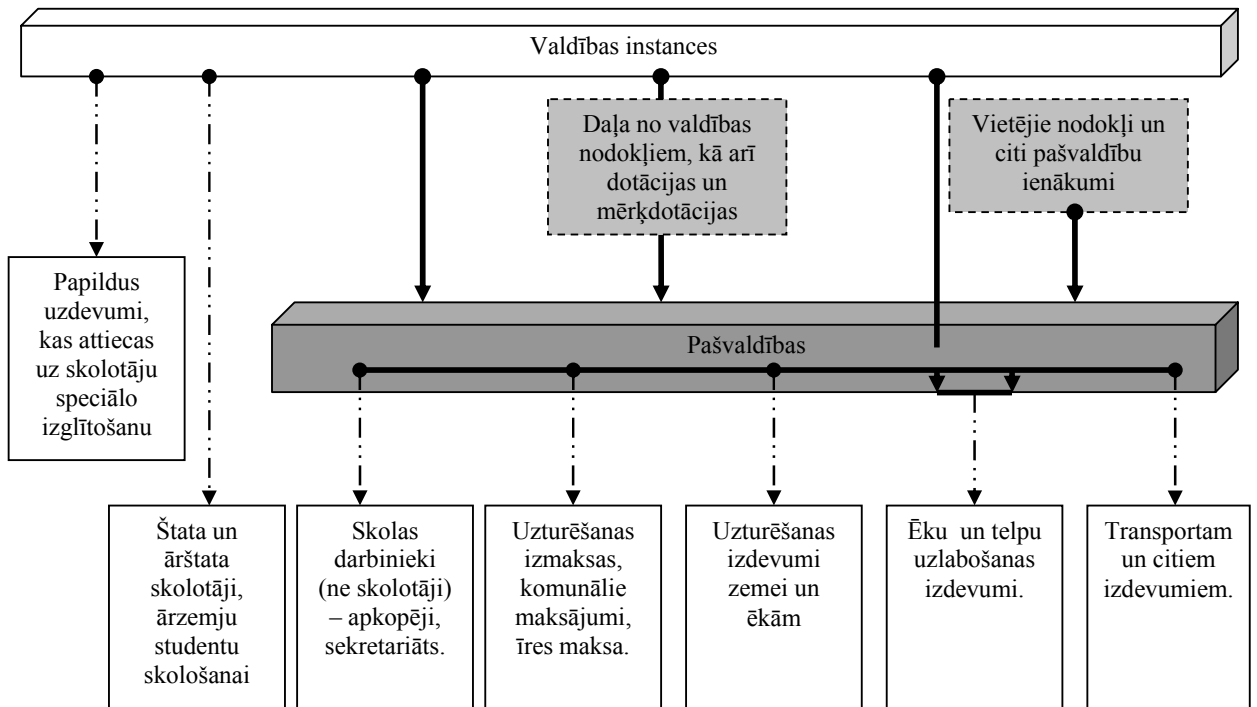 Valdības instances
Daļa no valdības
nodokļiem, kā arī
dotācijas un
mērķdotācijas
Vietējie nodokļi un
citi pašvaldību
ienākumi
Papildus
uzdevumi,
kas attiecas
uz skolotāju
speciālo
izglītošanu
Pašvaldības
Štata un
ārštata
skolotāji,
ārzemju
studentu
skološanai
Skolas
darbinieki
(ne skolotāji)
– apkopēji,
sekretariāts.
Uzturēšanas
izmaksas,
komunālie
maksājumi,
īres maksa.
Uzturēšanas
izdevumi
zemei un
ēkām
Ēku un telpu
uzlabošanas
izdevumi.
Transportam
un citiem
izdevumiem.